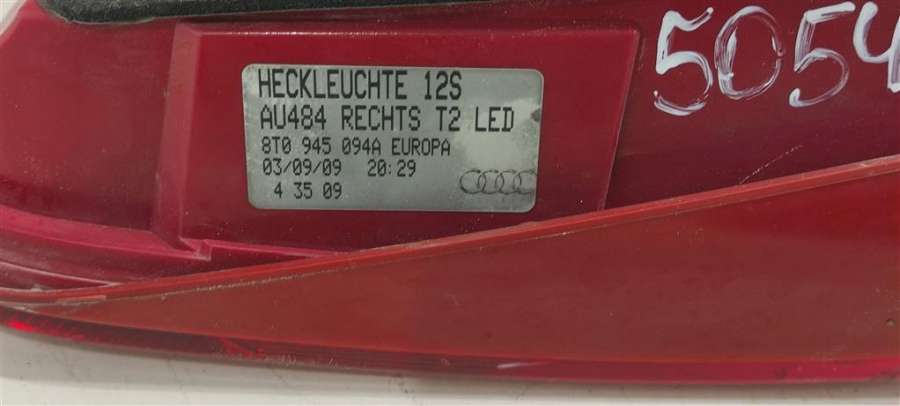 HECKLEUCHTE 12S
AU484 RECHTS T2 LED
8T0 945 094A EUROPA
03/09/09 20:29
4 35 09
5054